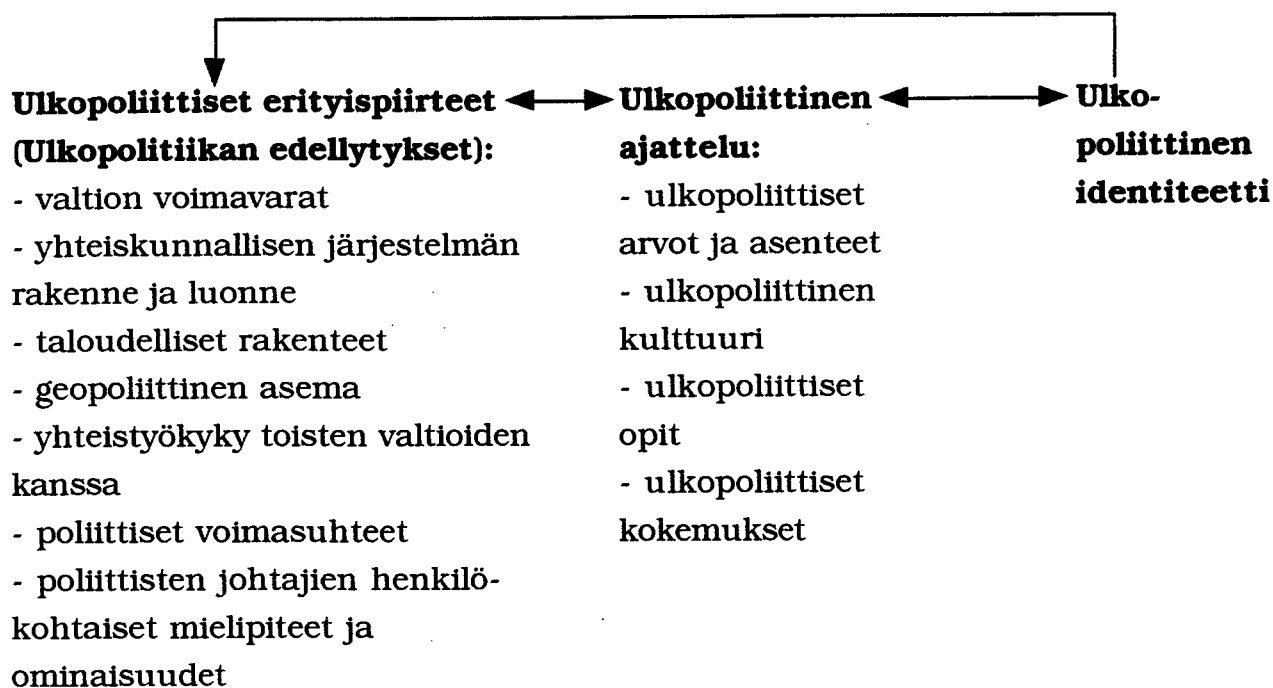 Ulkopoliittiset erityispiirteet
(Ulkopolitiikan edellytykset):
- valtion voimavarat
- yhteiskunnallisen järjestelmän
rakenne ja luonne
- taloudelliset rakenteet
- geopoliittinen asema
- yhteistyökyky toisten valtioiden
kanssa
- poliittiset voimasuhteet
- poliittisten johtajien henkilö-
kohtaiset mielipiteet ja
ominaisuudet
Ulkopoliittinen
ajattelu:
- ulkopoliittiset
arvot ja asenteet
- ulkopoliittinen
kulttuuri
- ulkopoliittiset
opit
- ulkopoliittiset
kokemukset
Ulko-
poliittinen
identiteetti